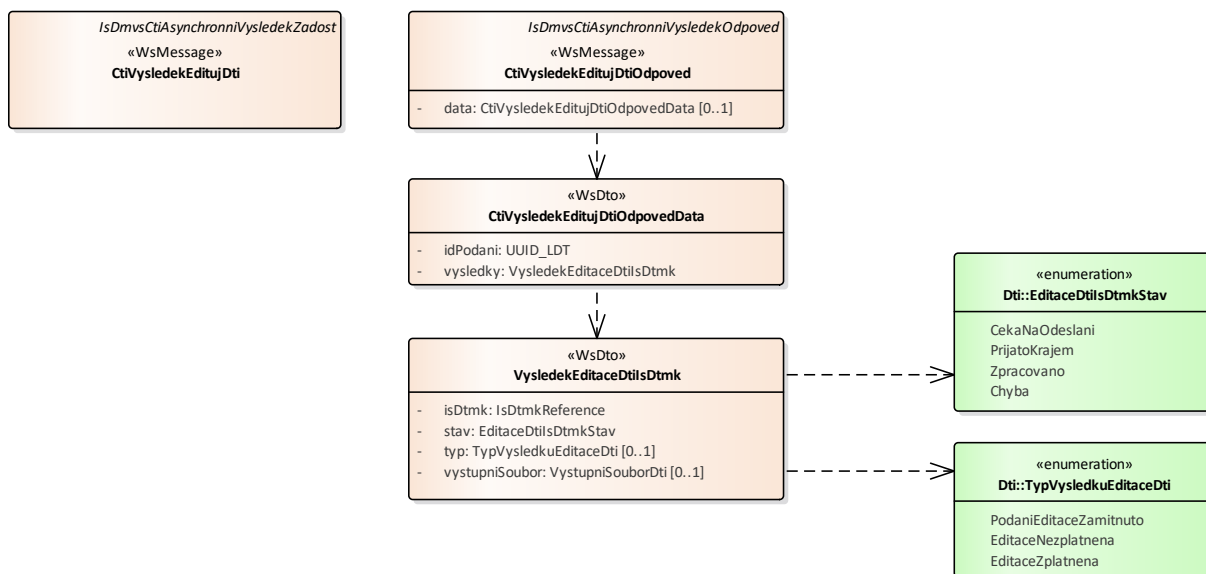 IsDmvsCtiAsynchronniVysledekZadost
«WsMessage»
CtiVysledekEditujDti
IsDmvsCtiAsynchronniVysledekOdpoved
«WsMessage»
CtiVysledekEditujDtiOdpoved
- data: CtiVysledekEditujDtiOdpovedData [0..1]
«WsDto»
CtiVysledekEditujDtiOdpovedData
- idPodani: UUID_LDT
- vysledky: VysledekEditaceDtiIsDtmk
«WsDto»
VysledekEditaceDtiIsDtmk
- isDtmk: IsDtmkReference
- stav: EditaceDtiIsDtmkStav
- typ: TypVysledkuEditaceDti [0..1]
- vystupniSoubor: VystupniSouborDti [0..1]
«enumeration»
Dti::EditaceDtiIsDtmkStav
CekaNaOdeslani
PrijatoKrajem
Zpracovano
Chyba
«enumeration»
Dti::TypVysledkuEditaceDti
PodaniEditaceZamitnuto
EditaceNezplatnena
EditaceZplatnena